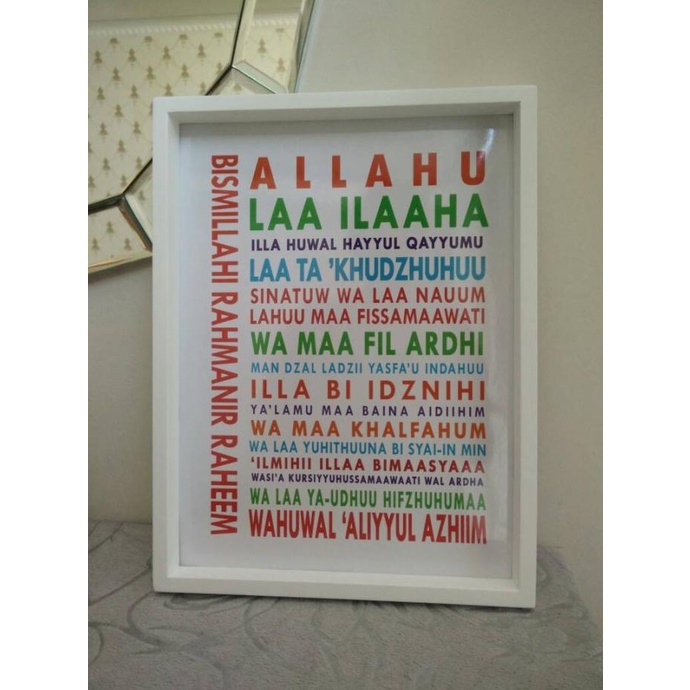 BISMILLAHI RAHMANIR RAHEEM
ALLAHU
LAA ILAAHA
ILLA HUWAL HAYYUL QAYYUMU
LAA TA 'KHUDZHUHUU
SINATUW WA LAA NAUUM
LAHUU MAA FISSAMAAWATI
WA MAA FIL ARDHI
MAN DZAL LADZII YASFA'U INDAHUU
ILLA BI IDZNIHI
YA'LAMU MAA BAINA AIDIIHIM
WA MAA KHALFAHUM
WA LAA YUHITHUUNA BI SYAI-IN MIN
'ILMIHII ILLAA BIMAASYAAA
WASI'A KURSIYYUHUSSAMAAWAATI WAL ARDHA
WA LAA YA-UDHUU HIFZHUHUMAA
WAHUWAL 'ALIYYUL AZHIIM